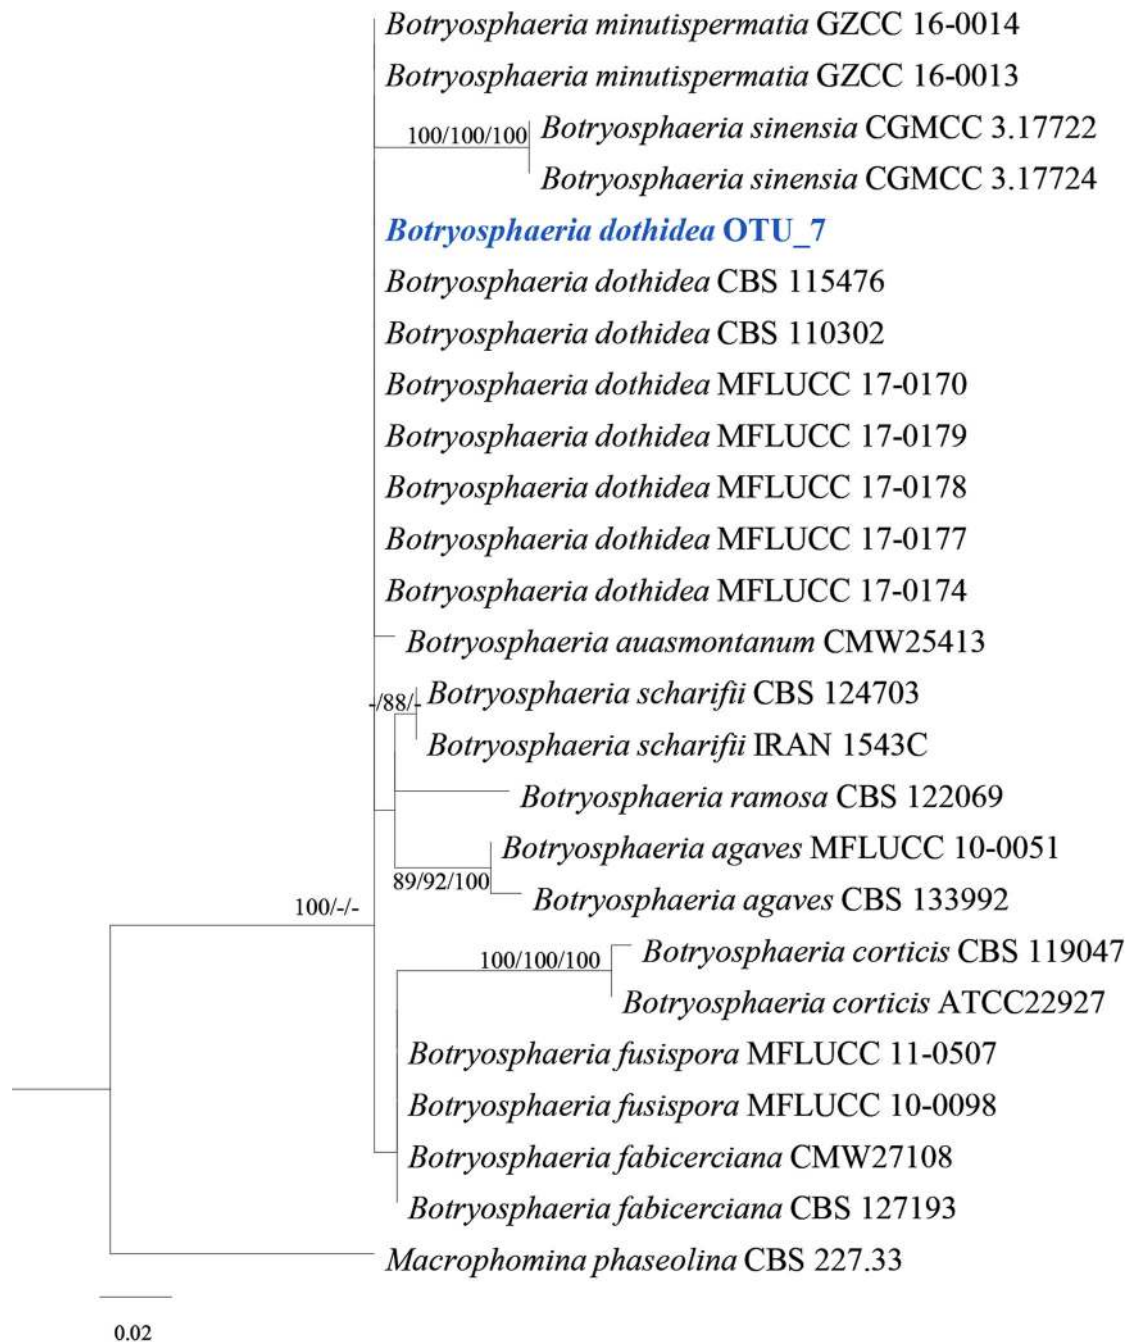 Botryosphaeria minutispermatia GZCC 16-0014
Botryosphaeria minutispermatia GZCC 16-0013
100/100/100 Botryosphaeria sinensia CGMCC 3.17722
Botryosphaeria sinensia CGMCC 3.17724
Botryosphaeria dothidea OTU_7
Botryosphaeria dothidea CBS 115476
Botryosphaeria dothidea CBS 110302
Botryosphaeria dothidea MFLUCC 17-0170
Botryosphaeria dothidea MFLUCC 17-0179
Botryosphaeria dothidea MFLUCC 17-0178
Botryosphaeria dothidea MFLUCC 17-0177
Botryosphaeria dothidea MFLUCC 17-0174
Botryosphaeria auasmontanum CMW25413
-/88/- Botryosphaeria scharifii CBS 124703
Botryosphaeria scharifii IRAN 1543C
Botryosphaeria ramosa CBS 122069
Botryosphaeria agaves MFLUCC 10-0051
89/92/100 Botryosphaeria agaves CBS 133992
100/-/-
Botryosphaeria corticis CBS 119047
100/100/100
Botryosphaeria corticis ATCC22927
Botryosphaeria fusispora MFLUCC 11-0507
Botryosphaeria fusispora MFLUCC 10-0098
Botryosphaeria fabicerciana CMW27108
Botryosphaeria fabicerciana CBS 127193
Macrophomina phaseolina CBS 227.33
0.02